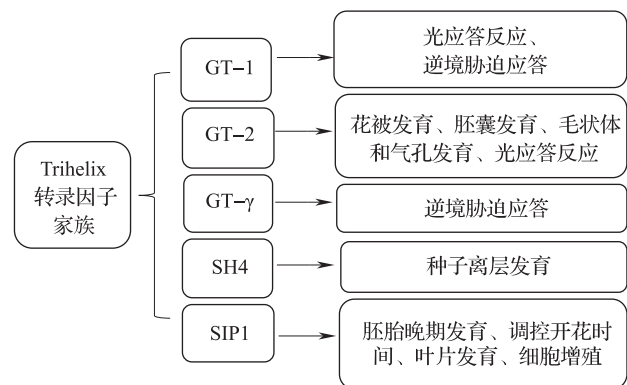 Trihelix
转录因子
家族
GT-1
光应答反应、
逆境胁迫应答
GT-2
花被发育、胚囊发育、毛状体
和气孔发育、光应答反应
GT-γ
逆境胁迫应答
SH4
种子离层发育
SIP1
胚胎晚期发育、调控开花时
间、叶片发育、细胞增殖